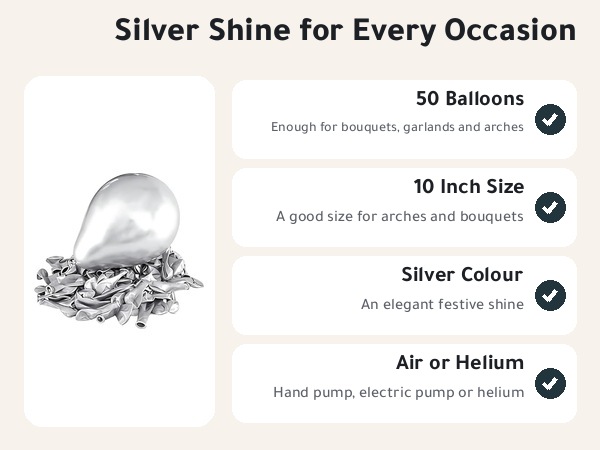 Silver Shine for Every Occasion
50 Balloons
Enough for bouquets, garlands and arches
10 Inch Size
A good size for arches and bouquets
Silver Colour
An elegant festive shine
Air or Helium
Hand pump, electric pump or helium